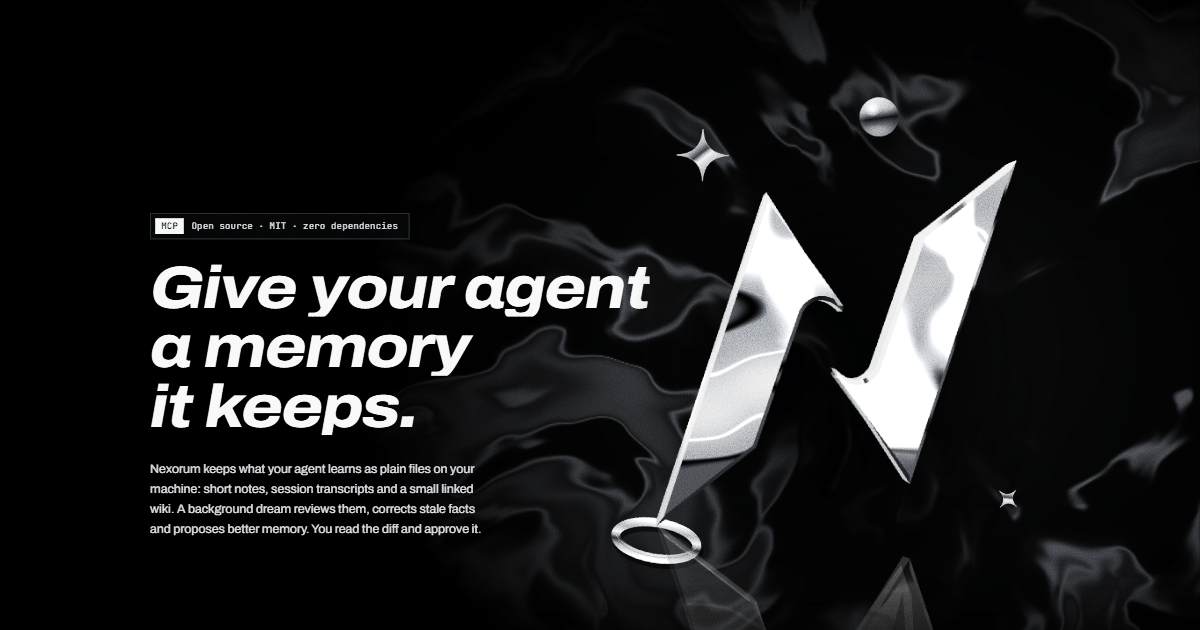 MCP Open source · MIT · zero dependencies
Give your agent
a memory
it keeps.
Nexorum keeps what your agent learns as plain files on your
machine: short notes, session transcripts and a small linked
wiki. A background dream reviews them, corrects stale facts
and proposes better memory. You read the diff and approve it.